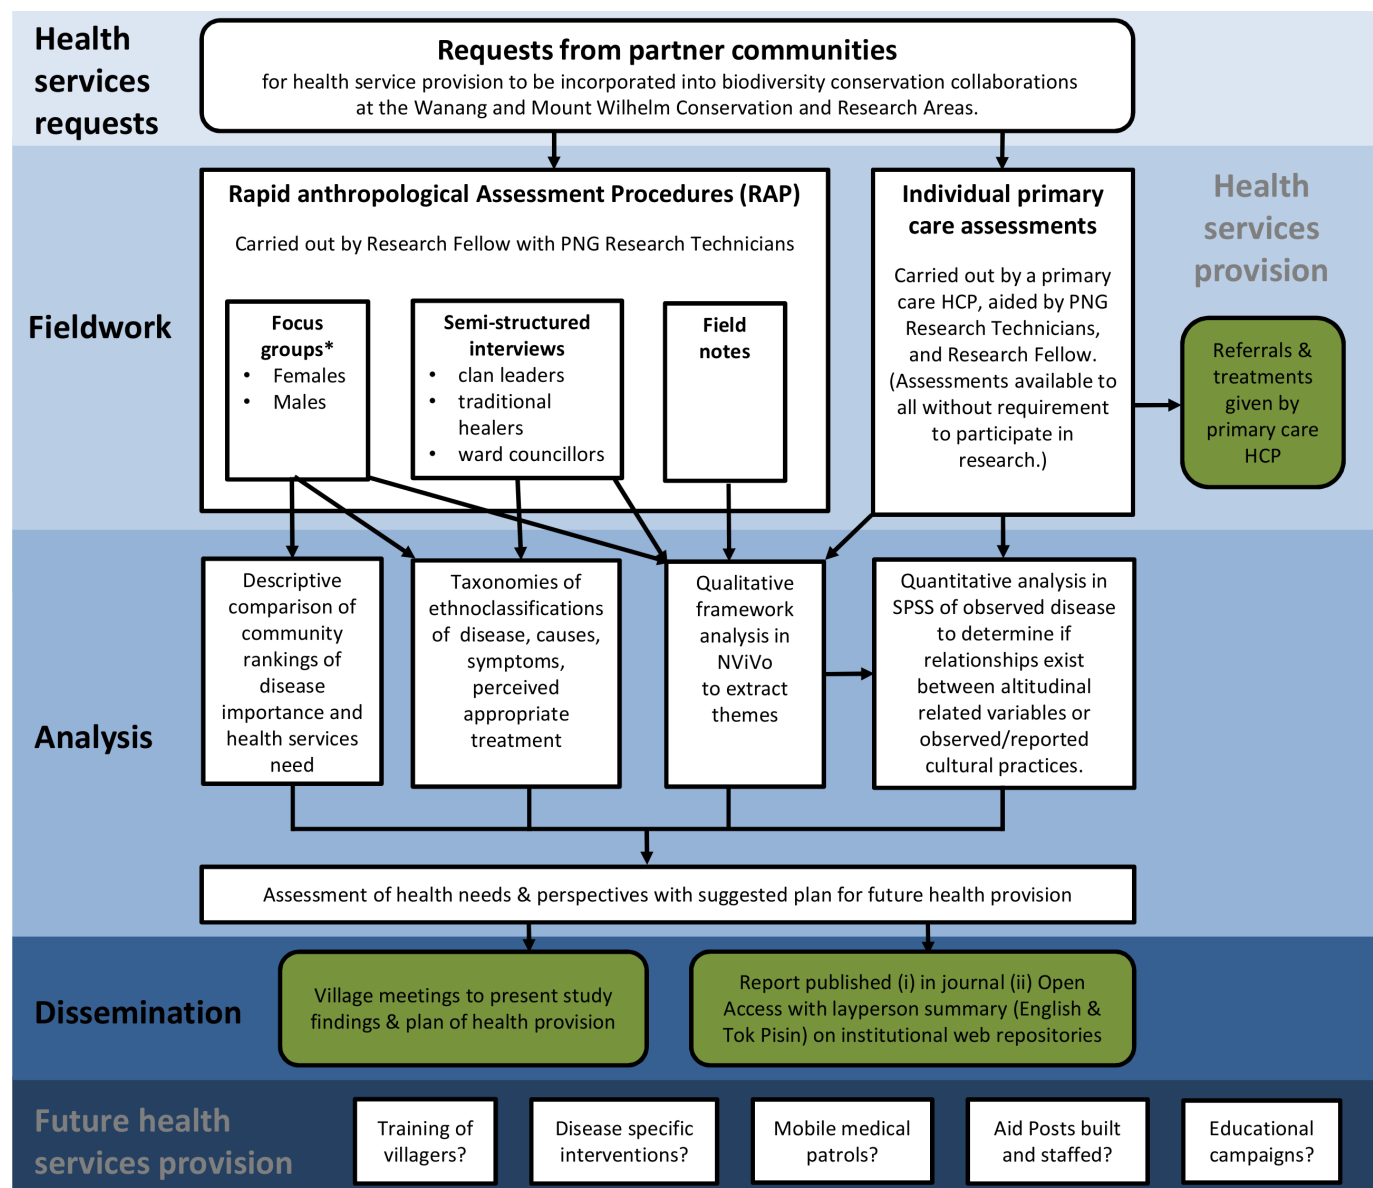 Health
services
requests
Requests from partner communities
for health service provision to be incorporated into biodiversity conservation collaborations
at the Wanang and Mount Wilhelm Conservation and Research Areas.
Fieldwork
Rapid anthropological Assessment Procedures (RAP)
Carried out by Research Fellow with PNG Research Technicians
Focus
groups*
• Females
• Males
Semi-structured
interviews
• clan leaders
• traditional
healers
• ward councillors
Field
notes
Individual primary
care assessments
Carried out by a primary
care HCP, aided by PNG
Research Technicians,
and Research Fellow.
(Assessments available to
all without requirement
to participate in
research.)
Health
services
provision
Referrals &
treatments
given by
primary care
HCP
Analysis
Descriptive
comparison of
community
rankings of
disease
importance and
health services
need
Taxonomies of
ethnoclassifications
of disease, causes,
symptoms,
perceived
appropriate
treatment
Qualitative
framework
analysis in
NViVo
to extract
themes
Quantitative analysis in
SPSS of observed disease
to determine if
relationships exist
between altitudinal
related variables or
observed/reported
cultural practices.
Assessment of health needs & perspectives with suggested plan for future health provision
Dissemination
Village meetings to present study
findings & plan of health provision
Report published (i) in journal (ii) Open
Access with layperson summary (English &
Tok Pisin) on institutional web repositories
Future health
services provision
Training of
villagers?
Disease specific
interventions?
Mobile medical
patrols?
Aid Posts built
and staffed?
Educational
campaigns?